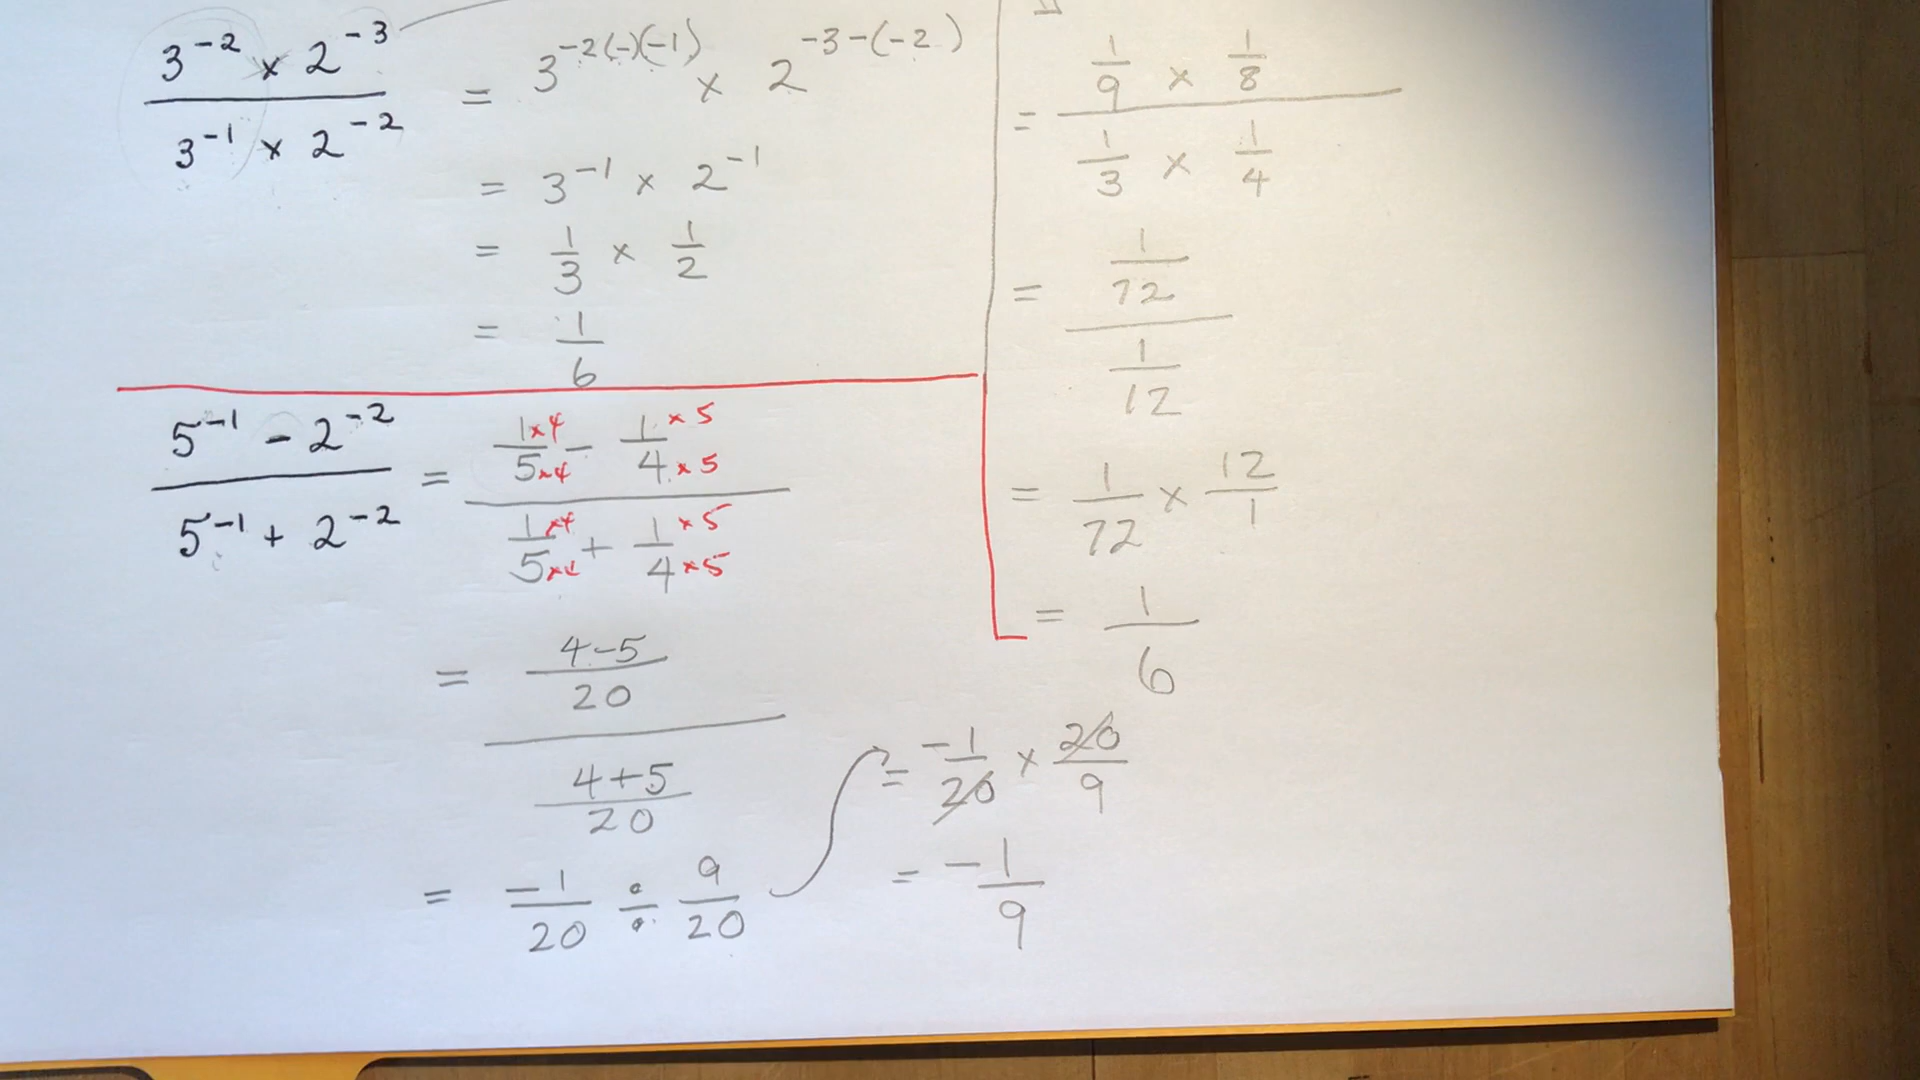 3⁻² × 2⁻³ / 3⁻¹ × 2⁻² = 3^(-2(-)(-1)) × 2^(-3-(-2))
= 3⁻¹ × 2⁻¹
= 1/3 × 1/2
= 1/6
= (1/9 × 1/8) / (1/3 × 1/4)
= (1/72) / (1/12)
= 1/72 × 12/1
= 1/6
5⁻¹ - 2⁻² / 5⁻¹ + 2⁻² = (1×4/5×4 - 1×5/4×5) / (1×4/5×4 + 1×5/4×5)
= (4-5/20) / (4+5/20)
= -1/20 ÷ 9/20
= -1/20 × 20/9
= -1/9